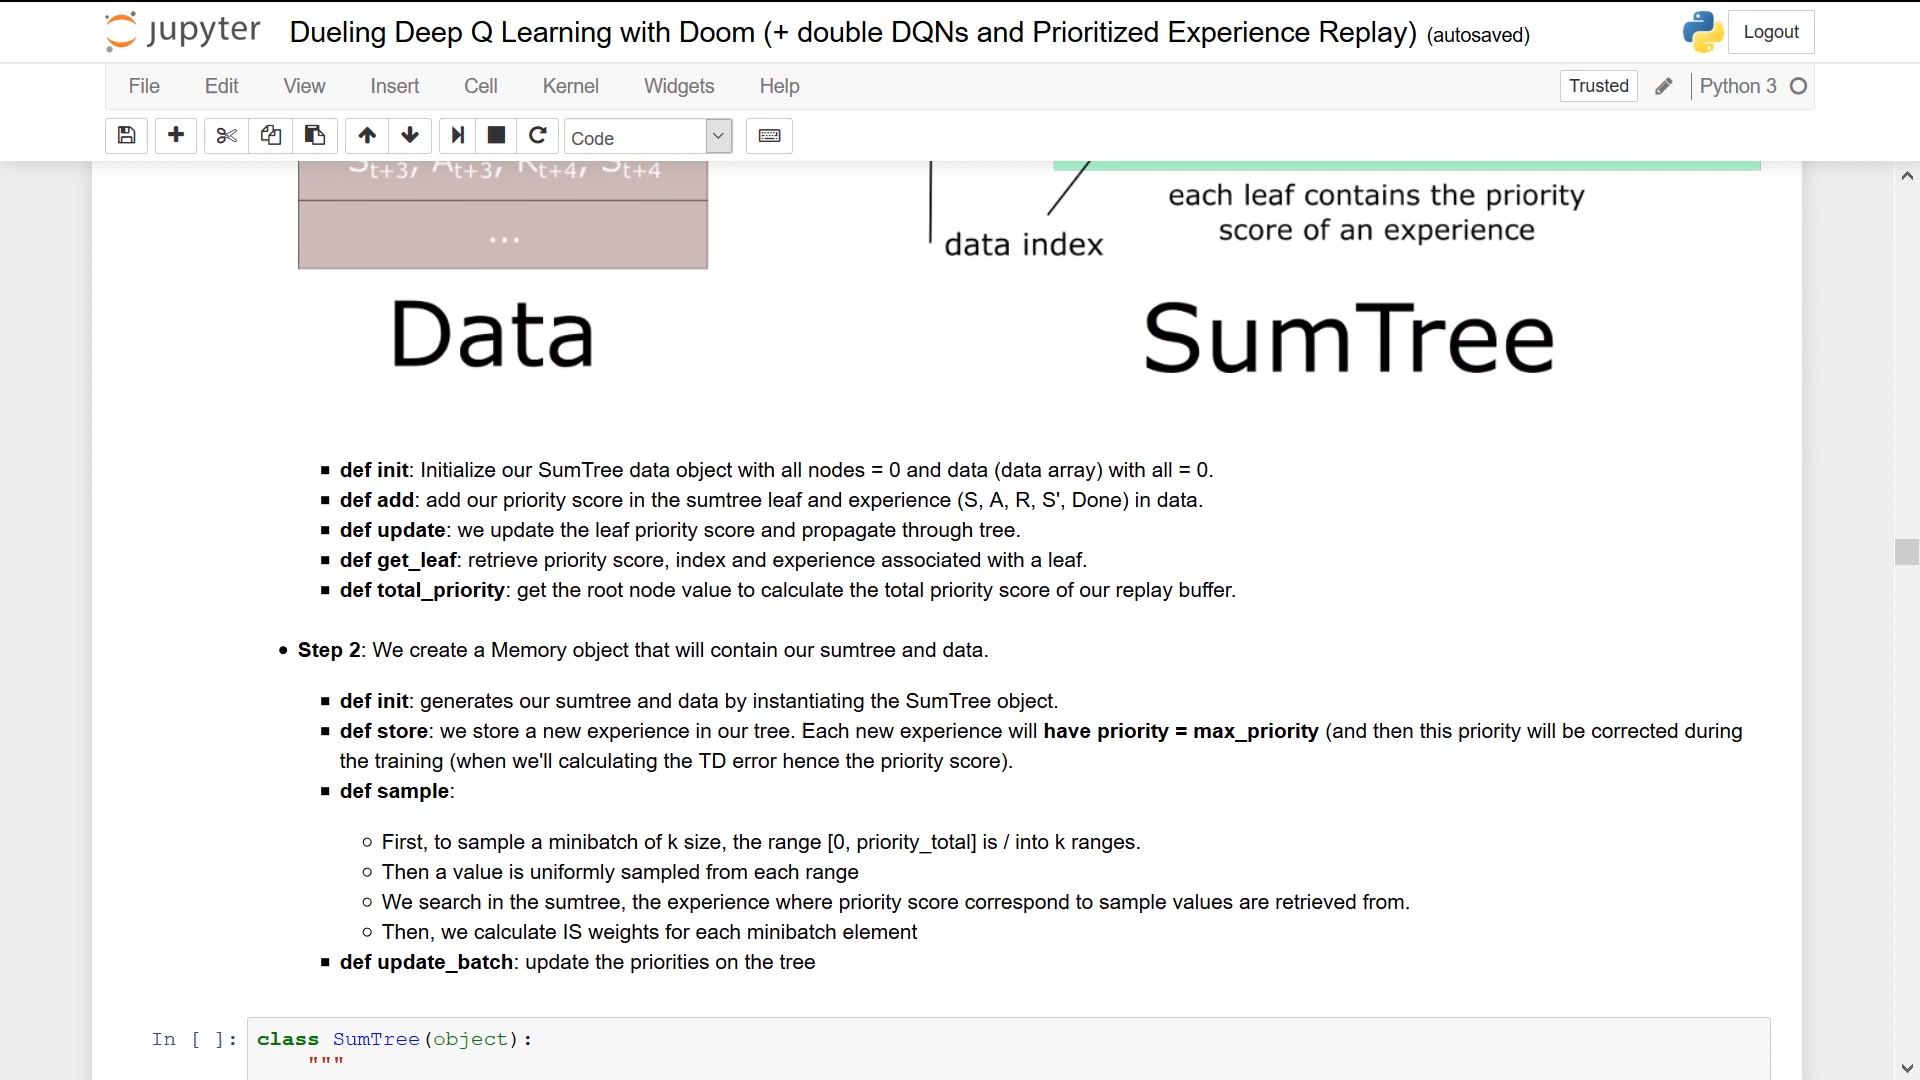 jupyter Dueling Deep Q Learning with Doom (+ double DQNs and Prioritized Experience Replay) (autosaved) Logout
File Edit View Insert Cell Kernel Widgets Help Trusted Python 3
Code
St+3, At+3, Rt+4, St+4
...
each leaf contains the priority
score of an experience
data index
Data SumTree
▪ def init: Initialize our SumTree data object with all nodes = 0 and data (data array) with all = 0.
▪ def add: add our priority score in the sumtree leaf and experience (S, A, R, S', Done) in data.
▪ def update: we update the leaf priority score and propagate through tree.
▪ def get_leaf: retrieve priority score, index and experience associated with a leaf.
▪ def total_priority: get the root node value to calculate the total priority score of our replay buffer.
• Step 2: We create a Memory object that will contain our sumtree and data.
▪ def init: generates our sumtree and data by instantiating the SumTree object.
▪ def store: we store a new experience in our tree. Each new experience will have priority = max_priority (and then this priority will be corrected during
the training (when we'll calculating the TD error hence the priority score).
▪ def sample:
◦ First, to sample a minibatch of k size, the range [0, priority_total] is / into k ranges.
◦ Then a value is uniformly sampled from each range
◦ We search in the sumtree, the experience where priority score correspond to sample values are retrieved from.
◦ Then, we calculate IS weights for each minibatch element
▪ def update_batch: update the priorities on the tree
In [ ]: class SumTree(object):
"""